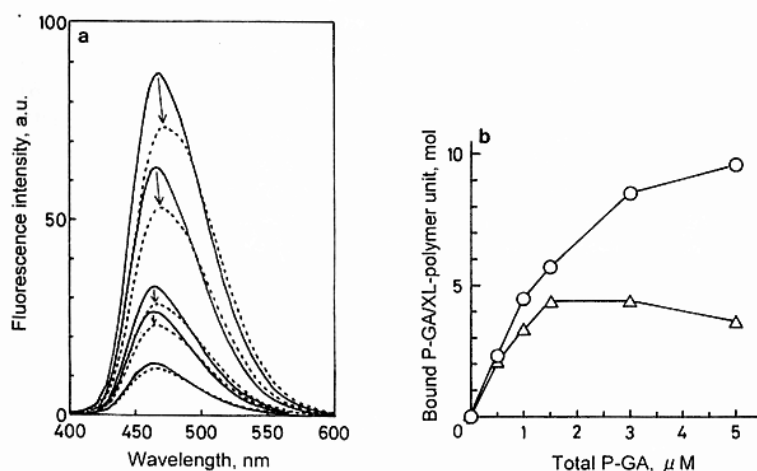 a
100
50
0
400
450
500
550
600
Wavelength, nm
Fluorescence intensity, a.u.
b
10
5
0
0
1
2
3
4
5
Total P-GA, μM
Bound P-GA/XL-polymer unit, mol